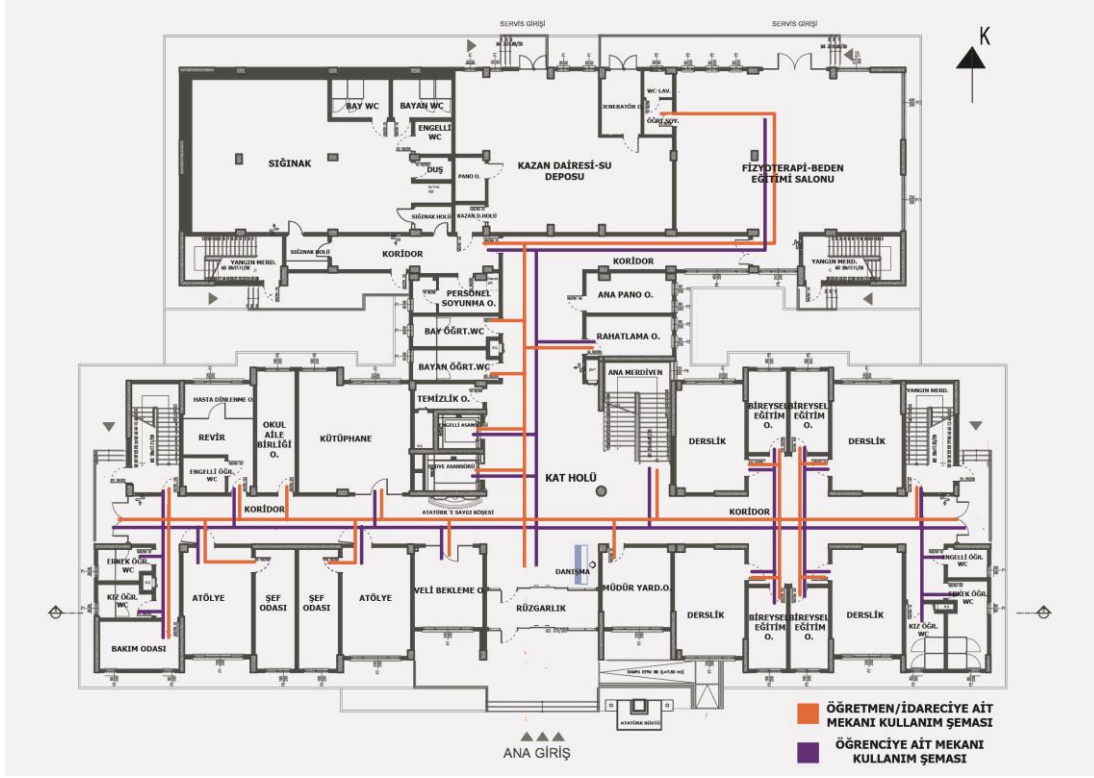 SERVİS GİRİŞİ
SERVİS GİRİŞİ
K
BAY WC
BAYAN WC
WC-LAV.
JENERATÖR O.
ÖĞRT.SOY.
ENGELLİ
WC
SIĞINAK
DUŞ
PANO O.
KAZAN DAİRESİ-SU
DEPOSU
FİZYOTERAPİ-BEDEN
EĞİTİMİ SALONU
SIĞINAK HOLÜ
KAZAN D.HOLÜ
YANGIN MERD.
SIĞINAK HOLÜ
KORİDOR
KORİDOR
YANGIN MERD.
PERSONEL
SOYUNMA O.
ANA PANO O.
BAY ÖĞRT.WC
RAHATLAMA O.
BAYAN ÖĞRT.WC
ANA MERDİVEN
HASTA DİNLENME O.
TEMİZLİK O.
YANGIN MERD.
REVİR
OKUL
AİLE
BİRLİĞİ
O.
KÜTÜPHANE
ENGELLİ ASANSÖRÜ
DERSLİK
BİREYSEL
EĞİTİM
O.
BİREYSEL
EĞİTİM
O.
DERSLİK
ENGELLİ ÖĞR.
WC
SEDYE ASANSÖRÜ
KAT HOLÜ
KORİDOR
ATATÜRK'E SAYGI KÖŞESİ
KORİDOR
ERKEK ÖĞR.
WC
KIZ ÖĞR.
WC
ATÖLYE
ŞEF
ODASI
ŞEF
ODASI
ATÖLYE
VELİ BEKLEME O.
RÜZGARLIK
DANIŞMA
MÜDÜR YARD.O.
DERSLİK
BİREYSEL
EĞİTİM
O.
BİREYSEL
EĞİTİM
O.
DERSLİK
ENGELLİ ÖĞR.
WC
ERKEK ÖĞR.
WC
KIZ ÖĞR.
WC
BAKIM ODASI
ATATÜRK BÜSTÜ
ANA GİRİŞ
ÖĞRETMEN/İDARECİYE AİT
MEKANI KULLANIM ŞEMASI
ÖĞRENCİYE AİT MEKANI
KULLANIM ŞEMASI